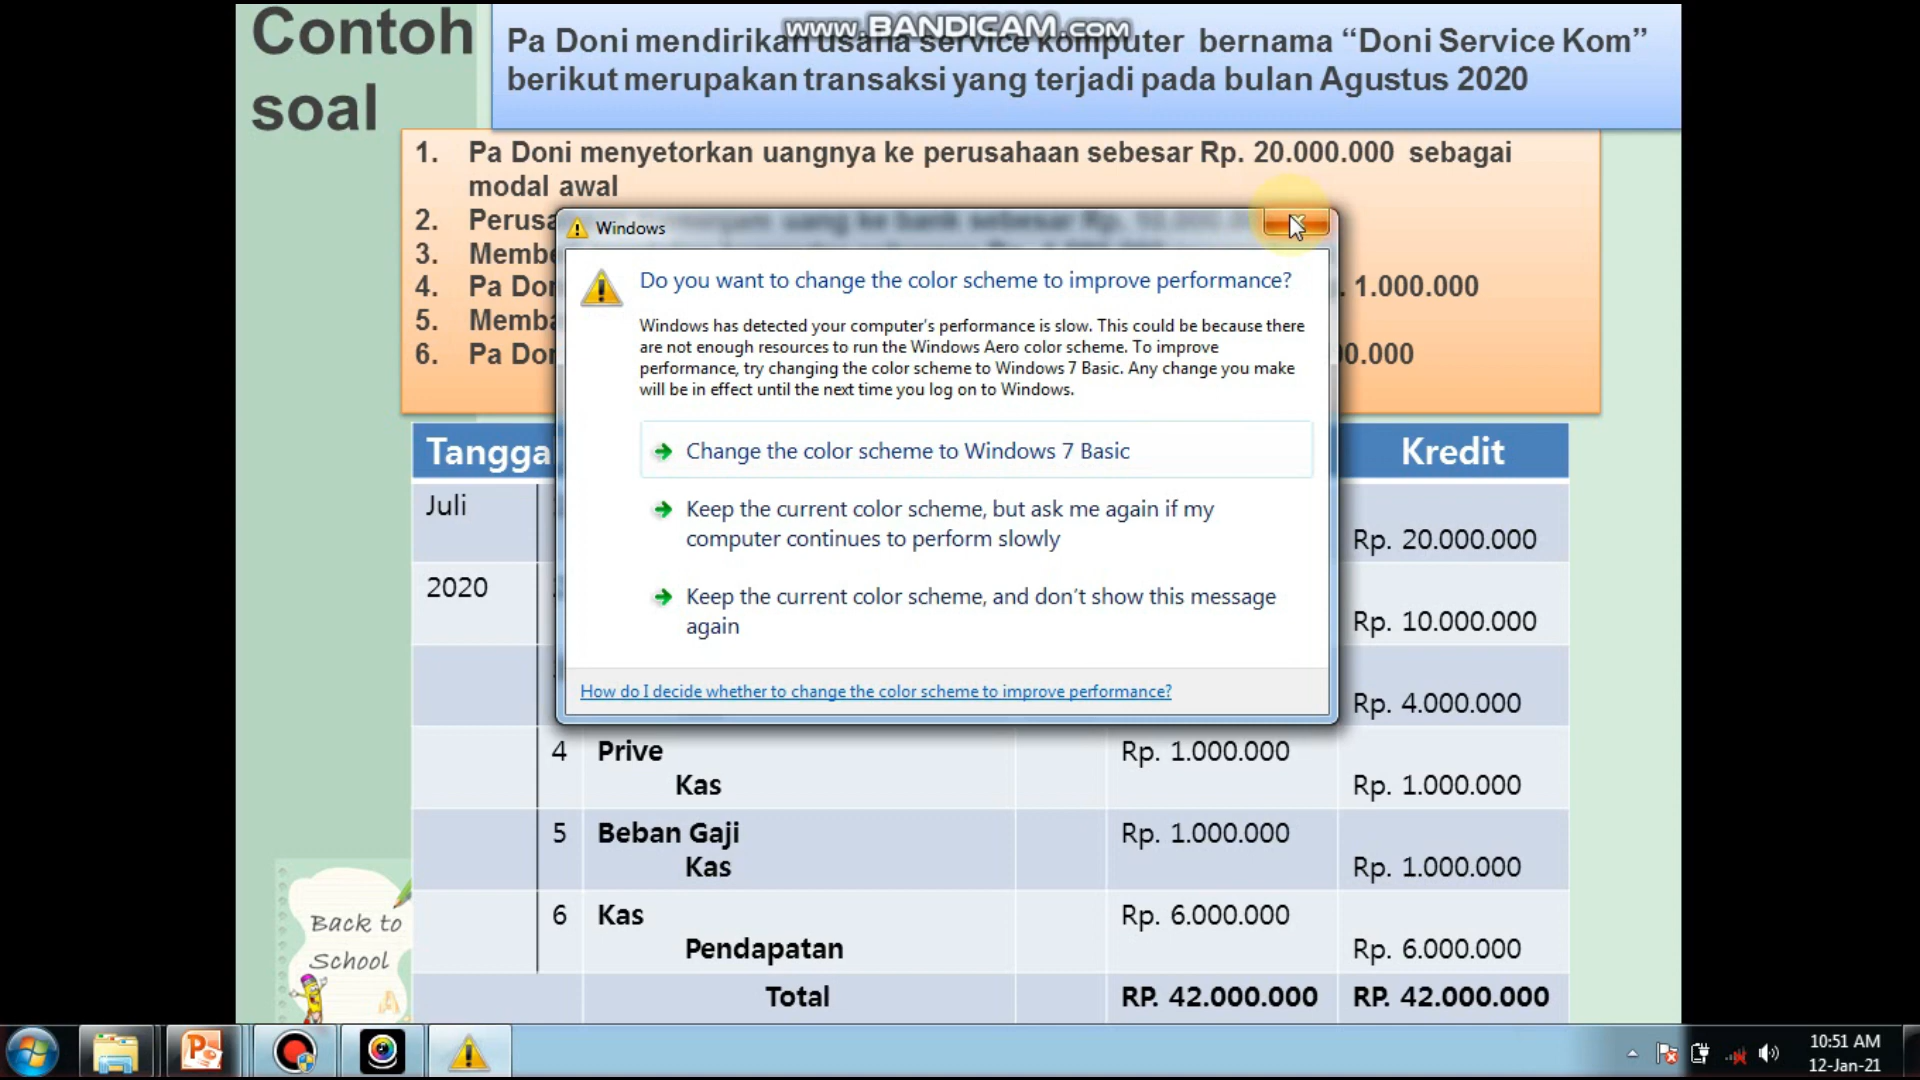 Contoh
soal
www.BANDICAM.com
Pa Doni mendirikan usaha service komputer bernama “Doni Service Kom”
berikut merupakan transaksi yang terjadi pada bulan Agustus 2020
1. Pa Doni menyetorkan uangnya ke perusahaan sebesar Rp. 20.000.000 sebagai
modal awal
2.
3.
4. Pa 1.000.000
5.
6. Pa
Windows
Do you want to change the color scheme to improve performance?
Windows has detected your computer's performance is slow. This could be because there
are not enough resources to run the Windows Aero color scheme. To improve
performance, try changing the color scheme to Windows 7 Basic. Any change you make
will be in effect until the next time you log on to Windows.
Change the color scheme to Windows 7 Basic
Keep the current color scheme, but ask me again if my
computer continues to perform slowly
Keep the current color scheme, and don't show this message
again
How do I decide whether to change the color scheme to improve performance?
Kredit
Juli
Rp. 20.000.000
2020
Rp. 10.000.000
Rp. 4.000.000
4 Prive Rp. 1.000.000
Kas Rp. 1.000.000
5 Beban Gaji Rp. 1.000.000
Kas Rp. 1.000.000
6 Kas Rp. 6.000.000
Pendapatan Rp. 6.000.000
Total RP. 42.000.000 RP. 42.000.000
Back to
School
10:51 AM
12-Jan-21